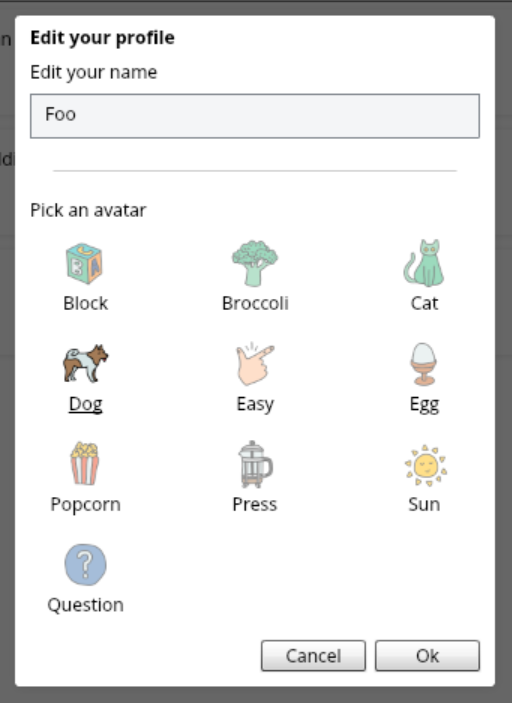 Edit your profile
Edit your name
Foo
Pick an avatar
Block Broccoli Cat
Dog Easy Egg
Popcorn Press Sun
?
Question
Cancel Ok